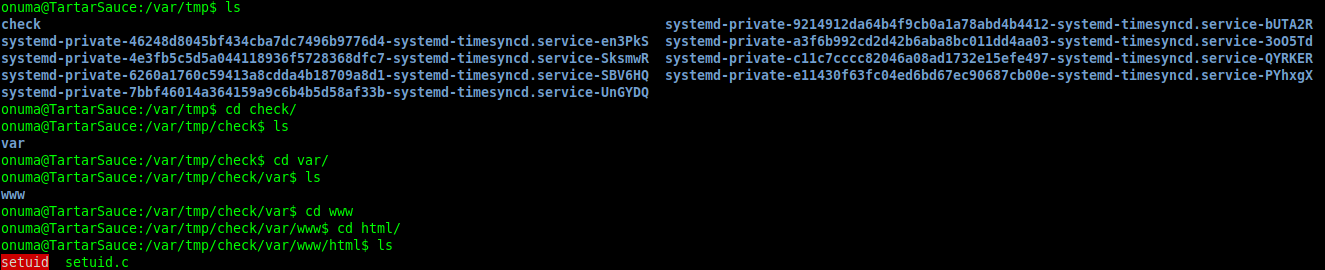 onuma@TartarSauce:/var/tmp$ ls
check systemd-private-9214912da64b4f9cb0a1a78abd4b4412-systemd-timesyncd.service-bUTA2R
systemd-private-46248d8045bf434cba7dc7496b9776d4-systemd-timesyncd.service-en3PkS systemd-private-a3f6b992cd2d42b6aba8bc011dd4aa03-systemd-timesyncd.service-3oO5Td
systemd-private-4e3fb5c5d5a044118936f5728368dfc7-systemd-timesyncd.service-SksmwR systemd-private-c11c7cccc82046a08ad1732e15efe497-systemd-timesyncd.service-QYRKER
systemd-private-6260a1760c59413a8cdda4b18709a8d1-systemd-timesyncd.service-SBV6HQ systemd-private-e11430f63fc04ed6bd67ec90687cb00e-systemd-timesyncd.service-PYhxgX
systemd-private-7bbf46014a364159a9c6b4b5d58af33b-systemd-timesyncd.service-UnGYDQ
onuma@TartarSauce:/var/tmp$ cd check/
onuma@TartarSauce:/var/tmp/check$ ls
var
onuma@TartarSauce:/var/tmp/check$ cd var/
onuma@TartarSauce:/var/tmp/check/var$ ls
www
onuma@TartarSauce:/var/tmp/check/var$ cd www
onuma@TartarSauce:/var/tmp/check/var/www$ cd html/
onuma@TartarSauce:/var/tmp/check/var/www/html$ ls
setuid setuid.c